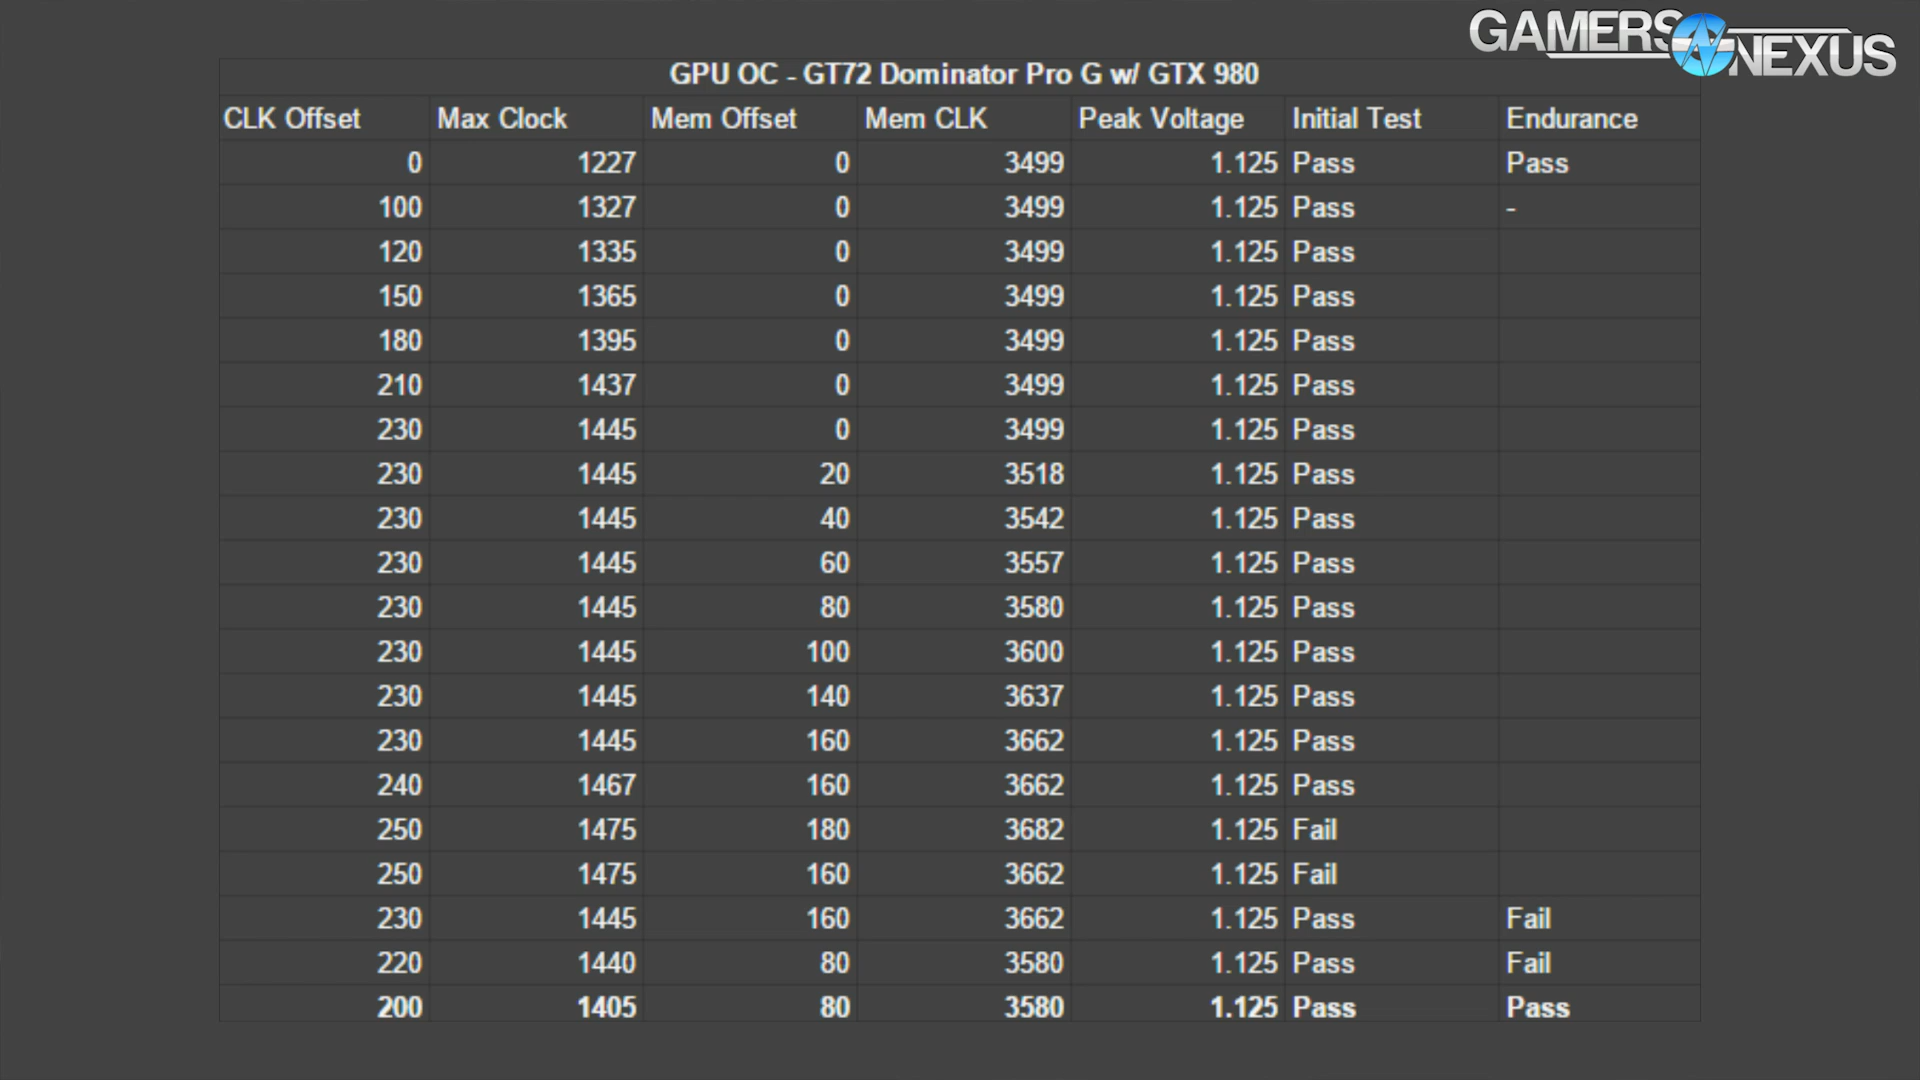 GAMERS NEXUS
GPU OC - GT72 Dominator Pro G w/ GTX 980
CLK Offset Max Clock Mem Offset Mem CLK Peak Voltage Initial Test Endurance
0 1227 0 3499 1.125 Pass Pass
100 1327 0 3499 1.125 Pass -
120 1335 0 3499 1.125 Pass
150 1365 0 3499 1.125 Pass
180 1395 0 3499 1.125 Pass
210 1437 0 3499 1.125 Pass
230 1445 0 3499 1.125 Pass
230 1445 20 3518 1.125 Pass
230 1445 40 3542 1.125 Pass
230 1445 60 3557 1.125 Pass
230 1445 80 3580 1.125 Pass
230 1445 100 3600 1.125 Pass
230 1445 140 3637 1.125 Pass
230 1445 160 3662 1.125 Pass
240 1467 160 3662 1.125 Pass
250 1475 180 3682 1.125 Fail
250 1475 160 3662 1.125 Fail
230 1445 160 3662 1.125 Pass Fail
220 1440 80 3580 1.125 Pass Fail
200 1405 80 3580 1.125 Pass Pass